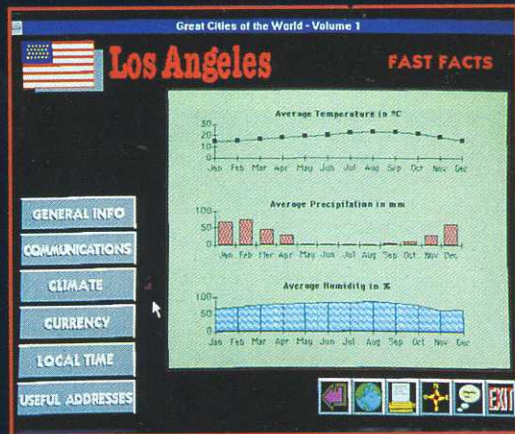 Great Cities of the World - Volume 1
Los Angeles
FAST FACTS
Average Temperature in °C
30
20
10
0
Jan Feb Mar Apr May Jun Jul Aug Sep Oct Nov Dec
Average Precipitation in mm
100
50
0
Jan Feb Mar Apr May Jun Jul Aug Sep Oct Nov Dec
Average Humidity in %
100
50
0
Jan Feb Mar Apr May Jun Jul Aug Sep Oct Nov Dec
GENERAL INFO
COMMUNICATIONS
CLIMATE
CURRENCY
LOCAL TIME
USEFUL ADDRESSES
EXIT